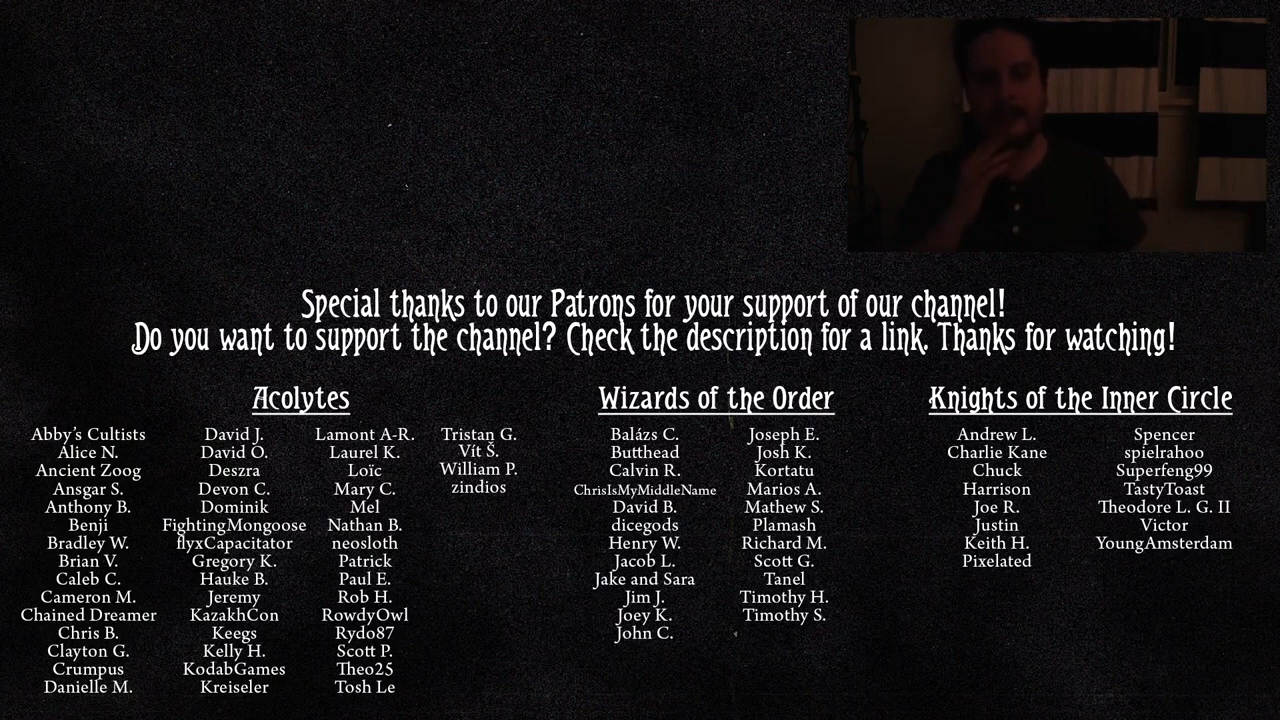 Special thanks to our Patrons for your support of our channel!
Do you want to support the channel? Check the description for a link. Thanks for watching!
Acolytes
Abby's Cultists
Alice N.
Ancient Zoog
Ansgar S.
Anthony B.
Benji
Bradley W.
Brian V.
Caleb C.
Cameron M.
Chained Dreamer
Chris B.
Clayton G.
Crumpus
Danielle M.
David J.
David O.
Deszra
Devon C.
Dominik
FightingMongoose
flyxCapacitator
Gregory K.
Hauke B.
Jeremy
KazakhCon
Keegs
Kelly H.
KodabGames
Kreiseler
Lamont A-R.
Laurel K.
Loïc
Mary C.
Mel
Nathan B.
neosloth
Patrick
Paul E.
Rob H.
RowdyOwl
Rydo87
Scott P.
Theo25
Tosh Le
Tristan G.
Vít Š.
William P.
zindios
Wizards of the Order
Balázs C.
Butthead
Calvin R.
ChrisIsMyMiddleName
David B.
dicegods
Henry W.
Jacob L.
Jake and Sara
Jim J.
Joey K.
John C.
Joseph E.
Josh K.
Kortatu
Marios A.
Mathew S.
Plamash
Richard M.
Scott G.
Tanel
Timothy H.
Timothy S.
Knights of the Inner Circle
Andrew L.
Charlie Kane
Chuck
Harrison
Joe R.
Justin
Keith H.
Pixelated
Spencer
spielrahoo
Superfeng99
TastyToast
Theodore L. G. II
Victor
YoungAmsterdam